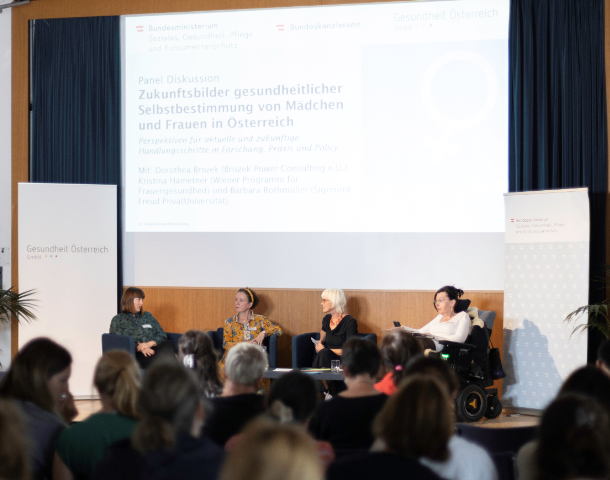 Bundesministerium
Soziales, Gesundheit, Pflege
und Konsumentenschutz
Bundeskanzleramt
Gesundheit Österreich
GmbH
Panel Diskussion
Zukunftsbilder gesundheitlicher
Selbstbestimmung von Mädchen
und Frauen in Österreich
Perspektiven für aktuelle und zukünftige
Handlungsschritte in Forschung, Praxis und Policy
Mit: Dorothea Brozek (Brozek Power Consulting e.U.)
Kristina Hametner (Wiener Programm für
Frauengesundheit) und Barbara Rothmüller (Sigmund
Freud PrivatUniversität)
Gesundheit Österreich
GmbH